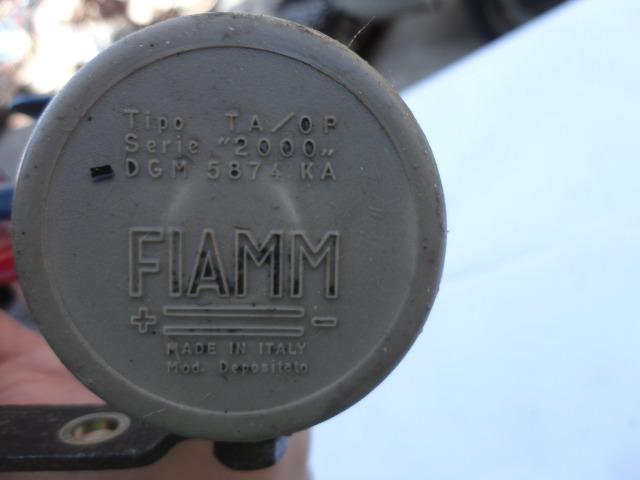 Tipo TA/OP
Serie "2000„
DGM 5874 KA
FIAMM
+ −
MADE IN ITALY
Mod. Depositato